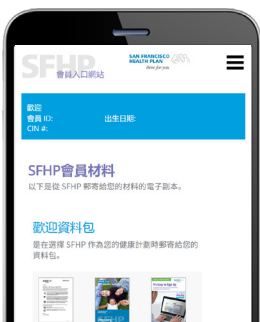 SFHP
會員入口網站
SAN FRANCISCO
HEALTH PLAN
Here for you
歡迎
會員 ID:
出生日期:
CIN #:
SFHP會員材料
以下是從 SFHP 郵寄給您的材料的電子副本。
歡迎資料包
是在選擇 SFHP 作為您的健康計劃時郵寄給您的
資料包。
SFHP